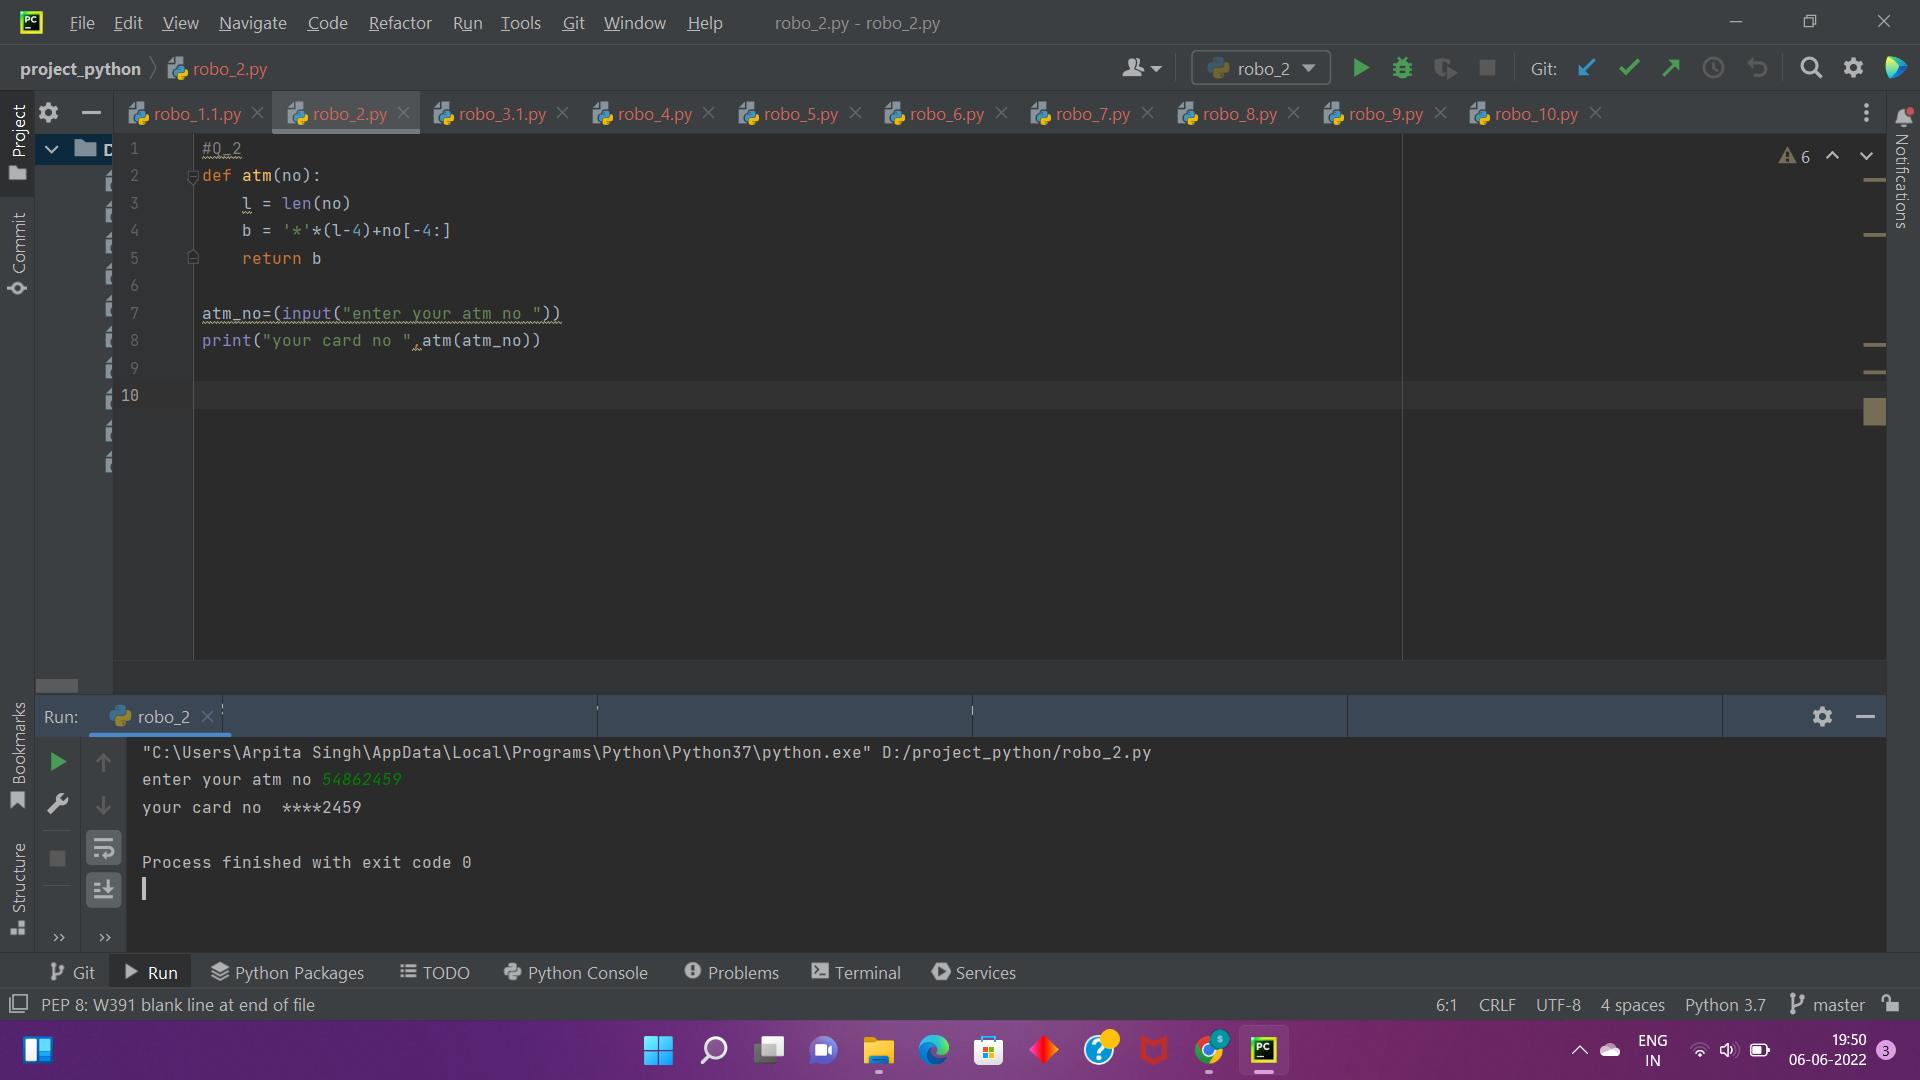 File Edit View Navigate Code Refactor Run Tools Git Window Help robo_2.py - robo_2.py
project_python robo_2.py robo_2 Git:
robo_1.1.py robo_2.py robo_3.1.py robo_4.py robo_5.py robo_6.py robo_7.py robo_8.py robo_9.py robo_10.py
Project
Commit
Bookmarks
Structure
Notifications
D
6
1 #Q_2
2 def atm(no):
3 l = len(no)
4 b = '*'*(l-4)+no[-4:]
5 return b
6
7 atm_no=(input("enter your atm no "))
8 print("your card no ",atm(atm_no))
9
10
Run: robo_2
"C:\Users\Arpita Singh\AppData\Local\Programs\Python\Python37\python.exe" D:/project_python/robo_2.py
enter your atm no 54862459
your card no  ****2459
Process finished with exit code 0
Git Run Python Packages TODO Python Console Problems Terminal Services
PEP 8: W391 blank line at end of file 6:1 CRLF UTF-8 4 spaces Python 3.7 master
ENG 19:50
IN 06-06-2022 3
PC
PC
S